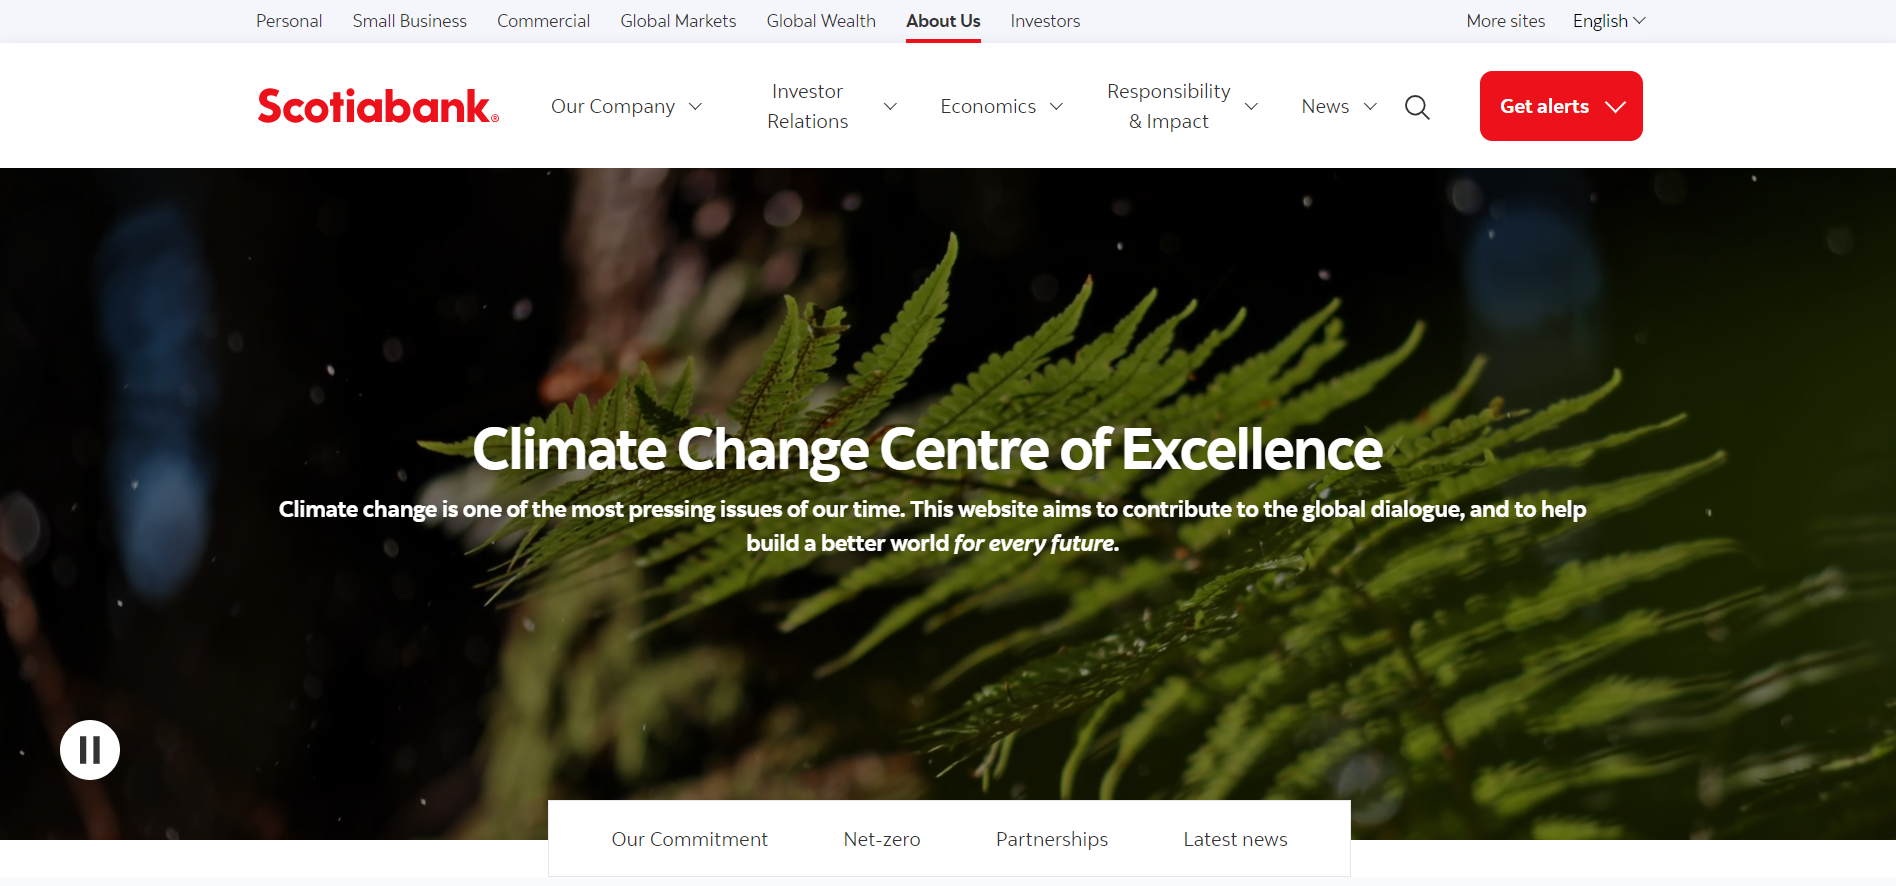 Personal Small Business Commercial Global Markets Global Wealth About Us Investors More sites English
Scotiabank®
Our Company
Investor
Relations
Economics
Responsibility
& Impact
News
Get alerts
Climate Change Centre of Excellence
Climate change is one of the most pressing issues of our time. This website aims to contribute to the global dialogue, and to help
build a better world for every future.
Our Commitment Net-zero Partnerships Latest news